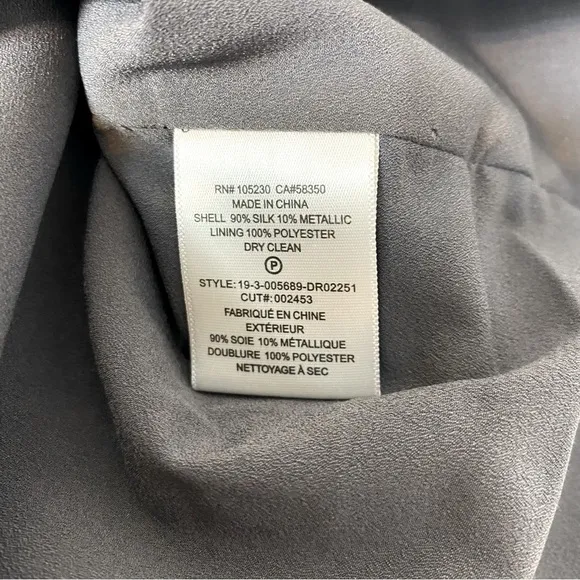 RN# 105230 CA#58350
MADE IN CHINA
SHELL 90% SILK 10% METALLIC
LINING 100% POLYESTER
DRY CLEAN
P
STYLE: 19-3-005689-DR02251
CUT#: 002453
FABRIQUÉ EN CHINE
EXTÉRIEUR
90% SOIE 10% MÉTALLIQUE
DOUBLURE 100% POLYESTER
NETTOYAGE À SEC